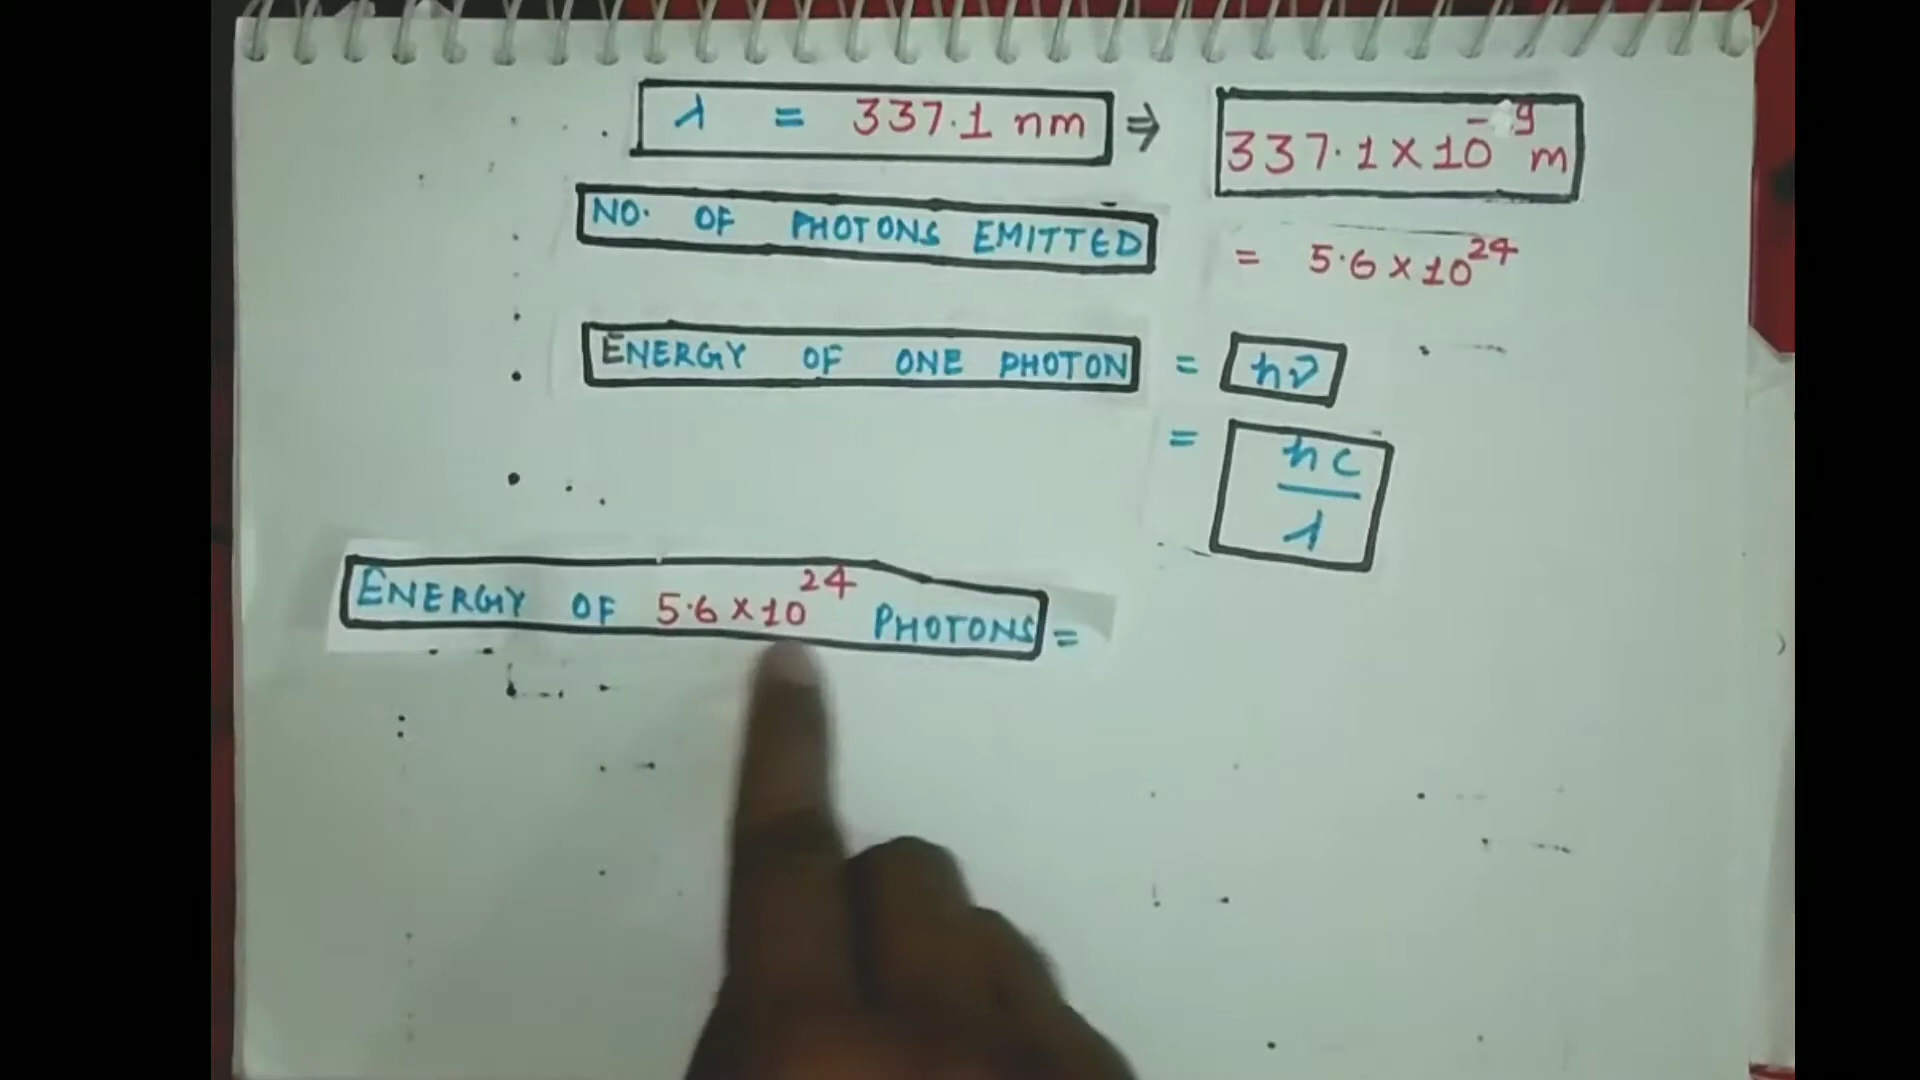 λ = 337.1 nm ⇒ 337.1 × 10⁻⁹ m
NO. OF PHOTONS EMITTED = 5.6 × 10²⁴
ENERGY OF ONE PHOTON = hν
= hc/λ
ENERGY OF 5.6 × 10²⁴ PHOTONS =